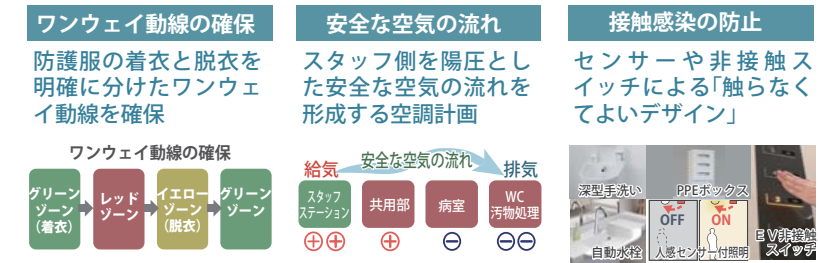 ワンウェイ動線の確保
防護服の着衣と脱衣を
明確に分けたワンウェ
イ動線を確保
ワンウェイ動線の確保
グリーン
ゾーン
(着衣)
レッド
ゾーン
イエロー
ゾーン
(脱衣)
グリーン
ゾーン
安全な空気の流れ
スタッフ側を陽圧とし
た安全な空気の流れを
形成する空調計画
給気
安全な空気の流れ
排気
スタッフ
ステーション
共用部
病室
WC
汚物処理
⊕⊕
⊕
⊖
⊖⊖
接触感染の防止
センサーや非接触ス
イッチによる「触らなく
てよいデザイン」
深型手洗い
PPEボックス
自動水栓
OFF
ON
人感センサー付照明
EV非接触
スイッチ